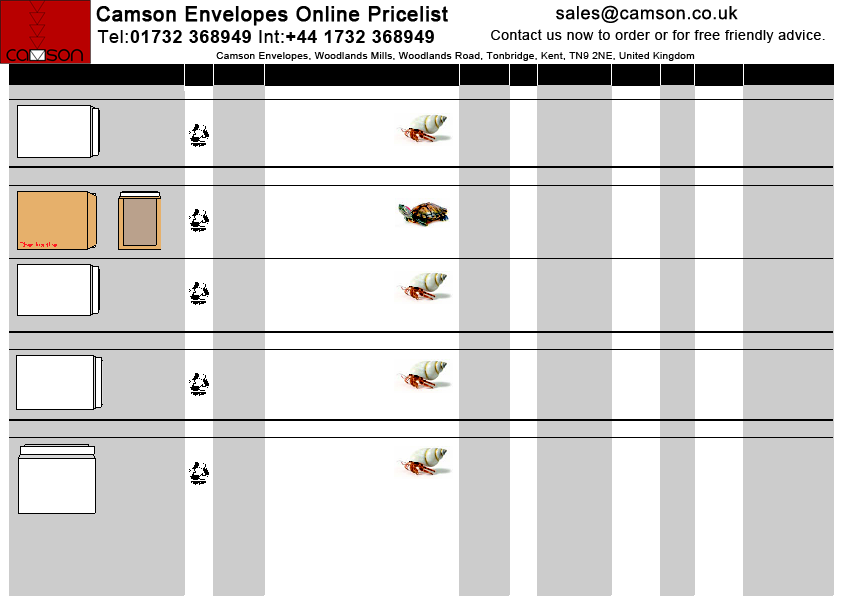 Camson Envelopes Online Pricelist
sales@camson.co.uk
Tel:01732 368949 Int:+44 1732 368949
Contact us now to order or for free friendly advice.
camson
Camson Envelopes, Woodlands Mills, Woodlands Road, Tonbridge, Kent, TN9 2NE, United Kingdom